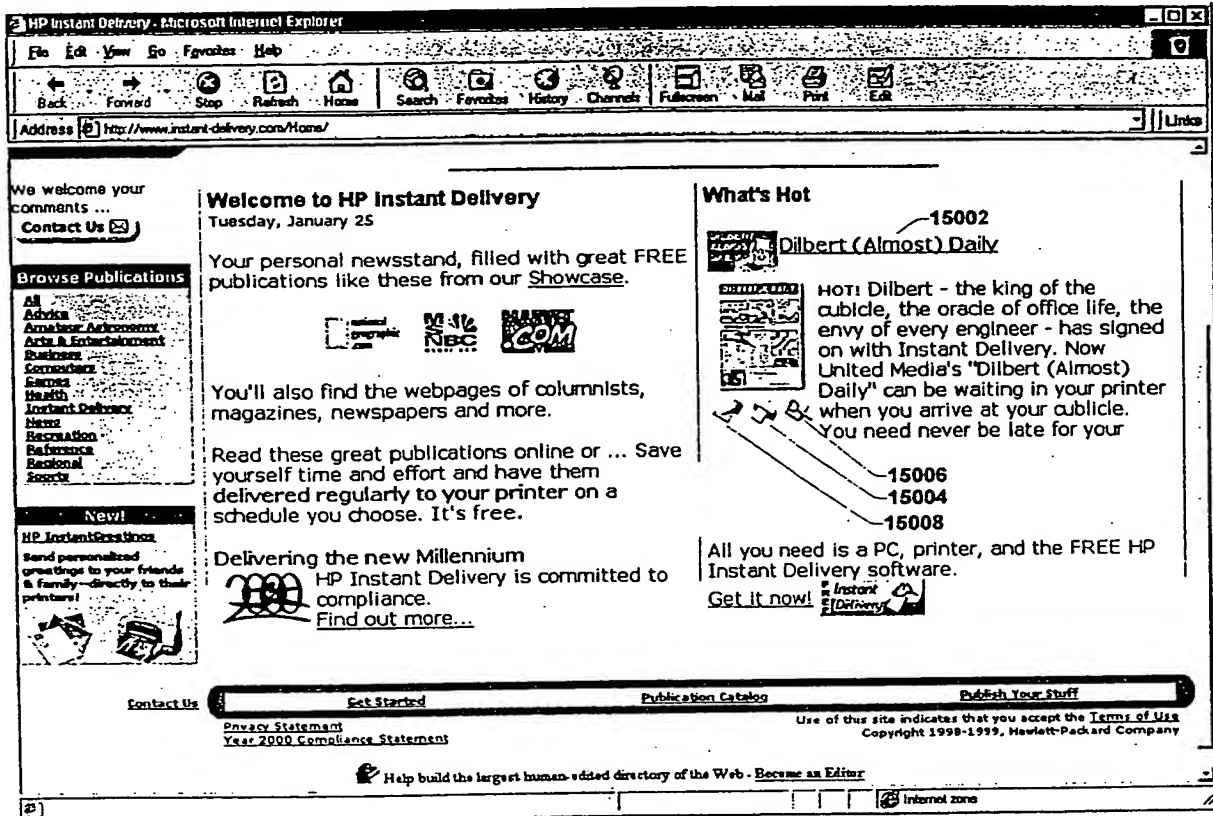 HP Instant Delivery - Microsoft Internet Explorer
File Edit View Go Favorites Help
Back Forward Stop Refresh Home Search Favorites History Channels Fullscreen Mail Print Edit
Address http://www.instant-delivery.com/Home/ Links
We welcome your
comments ...
Contact Us
Browse Publications
All
Advice
Amateur Astronomy
Arts & Entertainment
Business
Computers
Games
Health
Instant Delivery
News
Recreation
Reference
Regional
Sports
New!
HP InstantGreetings
Send personalized
greetings to your friends
& family--directly to their
printers!
Welcome to HP Instant Delivery
Tuesday, January 25
Your personal newsstand, filled with great FREE
publications like these from our Showcase.
national
geographic
.com
MS
NBC
MARVEL
.COM
You'll also find the webpages of columnists,
magazines, newspapers and more.
Read these great publications online or ... Save
yourself time and effort and have them
delivered regularly to your printer on a
schedule you choose. It's free.
Delivering the new Millennium
HP Instant Delivery is committed to
compliance.
Find out more...
What's Hot
15002
Dilbert (Almost) Daily
HOT! Dilbert - the king of the
cubicle, the oracle of office life, the
envy of every engineer - has signed
on with Instant Delivery. Now
United Media's "Dilbert (Almost)
Daily" can be waiting in your printer
when you arrive at your cublicle.
You need never be late for your
15006
15004
15008
All you need is a PC, printer, and the FREE HP
Instant Delivery software.
Get it now! Instant
Delivery
Contact Us Get Started Publication Catalog Publish Your Stuff
Privacy Statement
Year 2000 Compliance Statement
Use of this site indicates that you accept the Terms of Use
Copyright 1998-1999, Hewlett-Packard Company
Help build the largest human-edited directory of the Web - Become an Editor
Internet zone